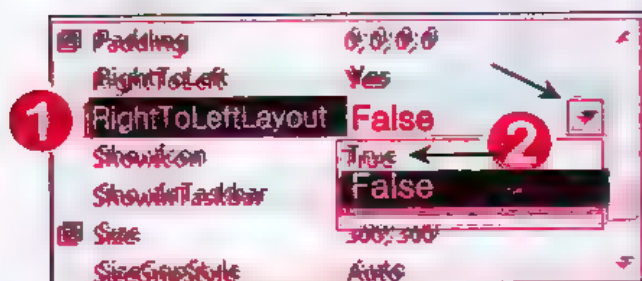 Padding 0; 0; 0; 0
RightToLeft Yes
1 RightToLeftLayout False
ShowIcon True 2
ShowInTaskbar False
Size 300; 300
SizeGripStyle Auto